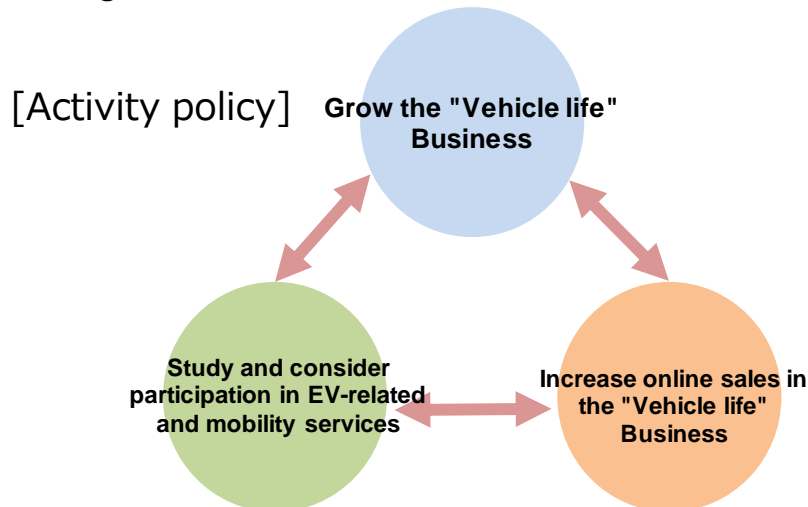 [Activity policy]
Grow the "Vehicle life"
Business
Study and consider
participation in EV-related
and mobility services
Increase online sales in
the "Vehicle life"
Business